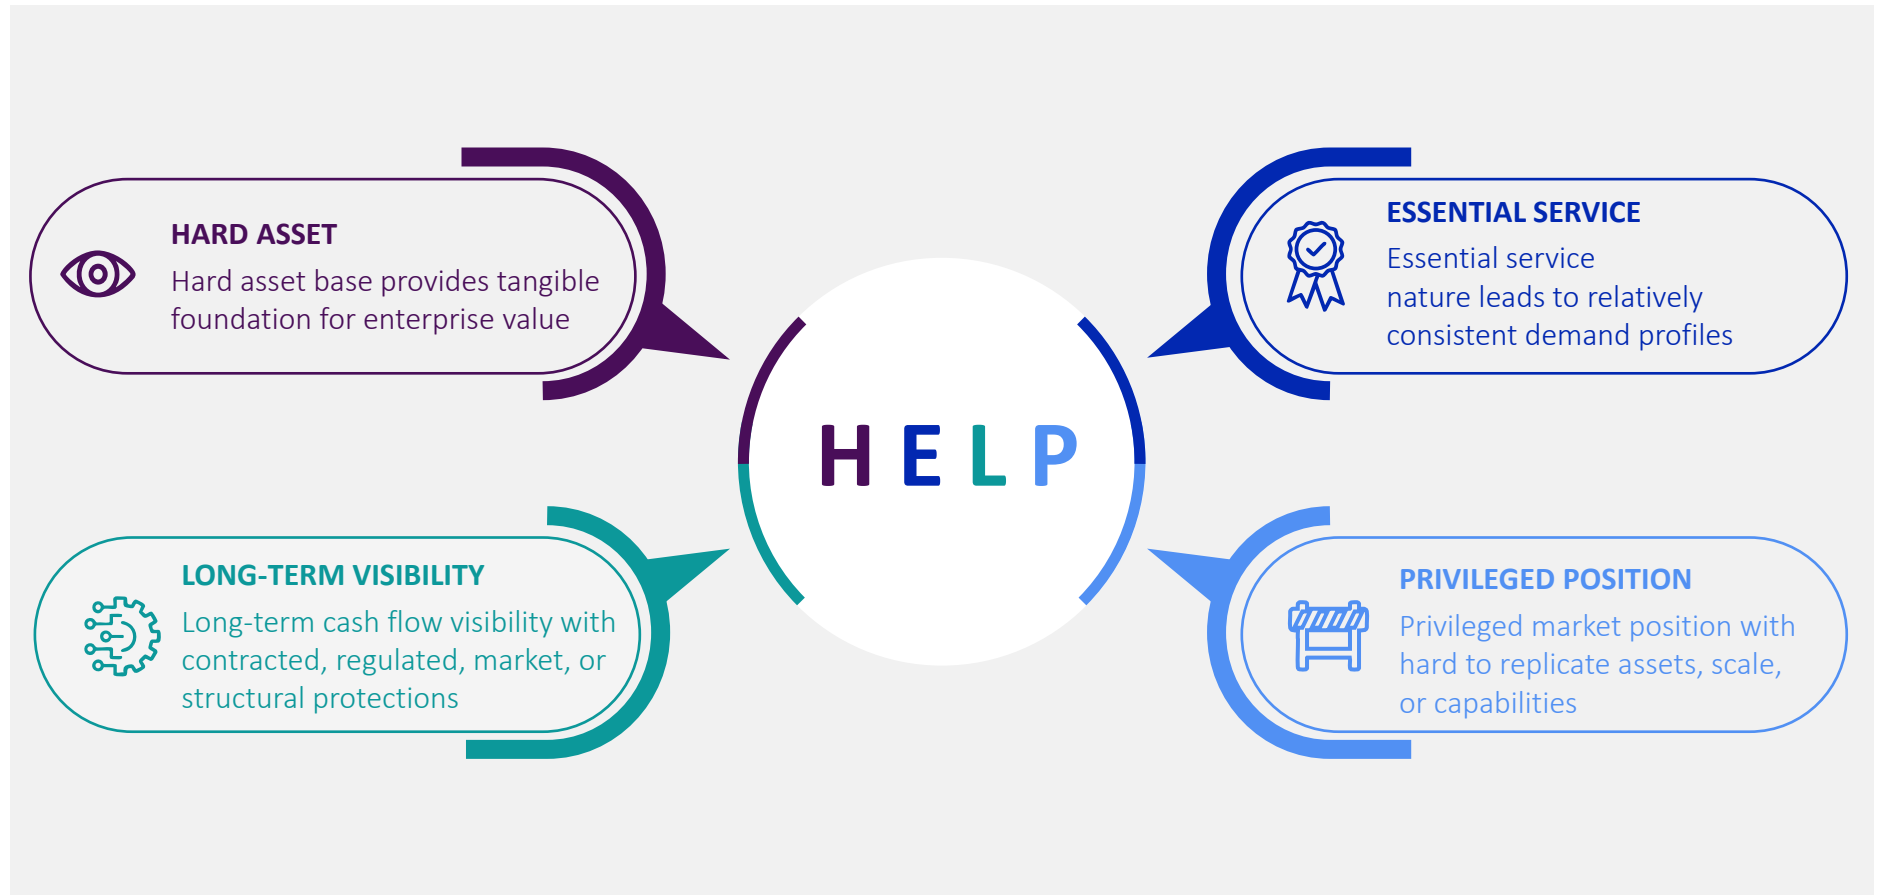 HARD ASSET
Hard asset base provides tangible
foundation for enterprise value
ESSENTIAL SERVICE
Essential service
nature leads to relatively
consistent demand profiles
H E L P
LONG-TERM VISIBILITY
Long-term cash flow visibility with
contracted, regulated, market, or
structural protections
PRIVILEGED POSITION
Privileged market position with
hard to replicate assets, scale,
or capabilities